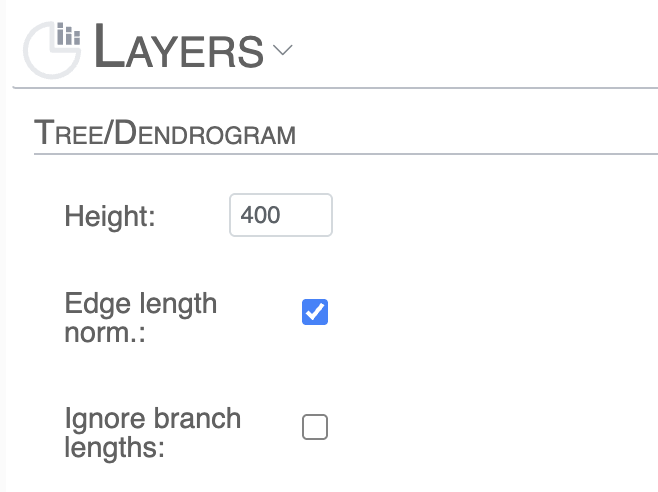 Layers
Tree/Dendrogram
Height: 400
Edge length
norm.:
Ignore branch
lengths: